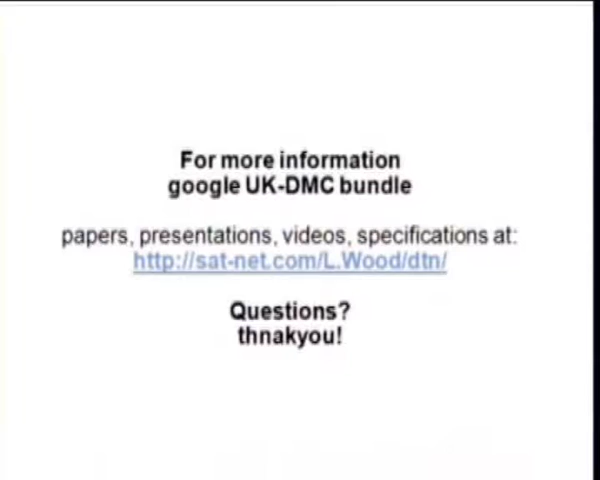 For more information
google UK-DMC bundle
papers, presentations, videos, specifications at:
http://sat-net.com/L.Wood/dtn/
Questions?
thnakyou!